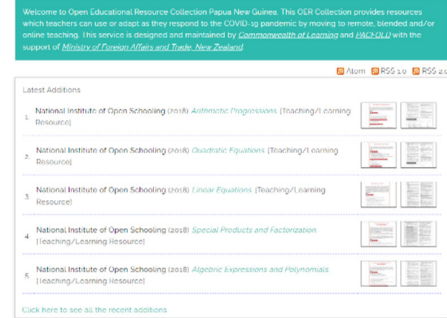 Welcome to Open Educational Resource Collection Papua New Guinea. This OER Collection provides resources
which teachers can use or adapt as they respond to the COVID-19 pandemic by moving to remote, blended and/or
online teaching. This service is designed and maintained by Commonwealth of Learning and PACFOLD with the
support of Ministry of Foreign Affairs and Trade, New Zealand.
Atom RSS 1.0 RSS 2.0
Latest Additions
1. National Institute of Open Schooling (2018) Arithmetic Progressions. [Teaching/Learning
Resource]
2. National Institute of Open Schooling (2018) Quadratic Equations. [Teaching/Learning
Resource]
3. National Institute of Open Schooling (2018) Linear Equations. [Teaching/Learning
Resource]
4. National Institute of Open Schooling (2018) Special Products and Factorization.
[Teaching/Learning Resource]
5. National Institute of Open Schooling (2018) Algebraic Expressions and Polynomials.
[Teaching/Learning Resource]
Click here to see all the recent additions